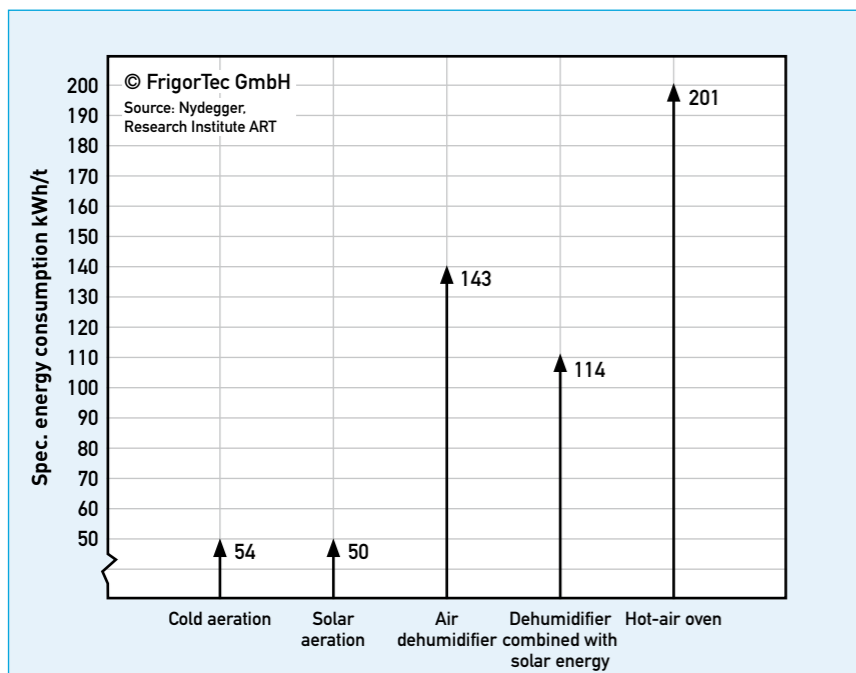 © FrigorTec GmbH
Source: Nydegger,
Research Institute ART
Spec. energy consumption kWh/t
200
190
180
170
160
150
140
130
120
110
100
90
80
70
60
50
201
143
114
54
50
Cold aeration
Solar
aeration
Air
dehumidifier
Dehumidifier
combined with
solar energy
Hot-air oven